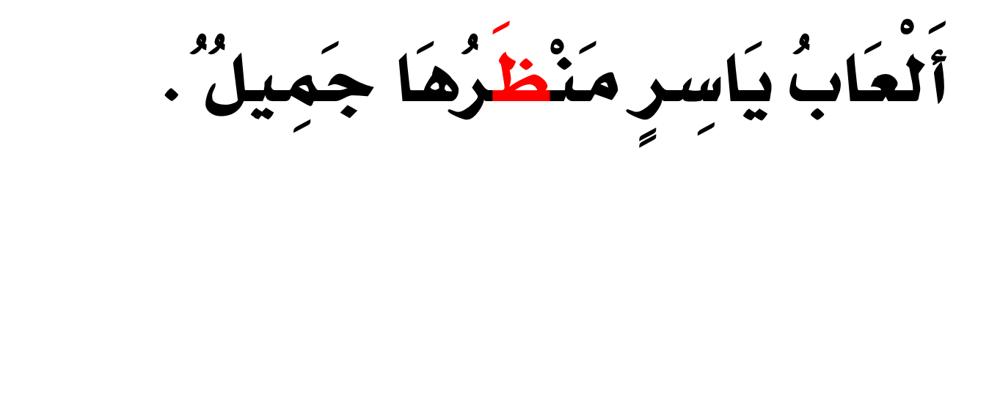 أَلْعَابُ يَاسِرٍ مَنْظَرُهَا جَمِيلٌ .